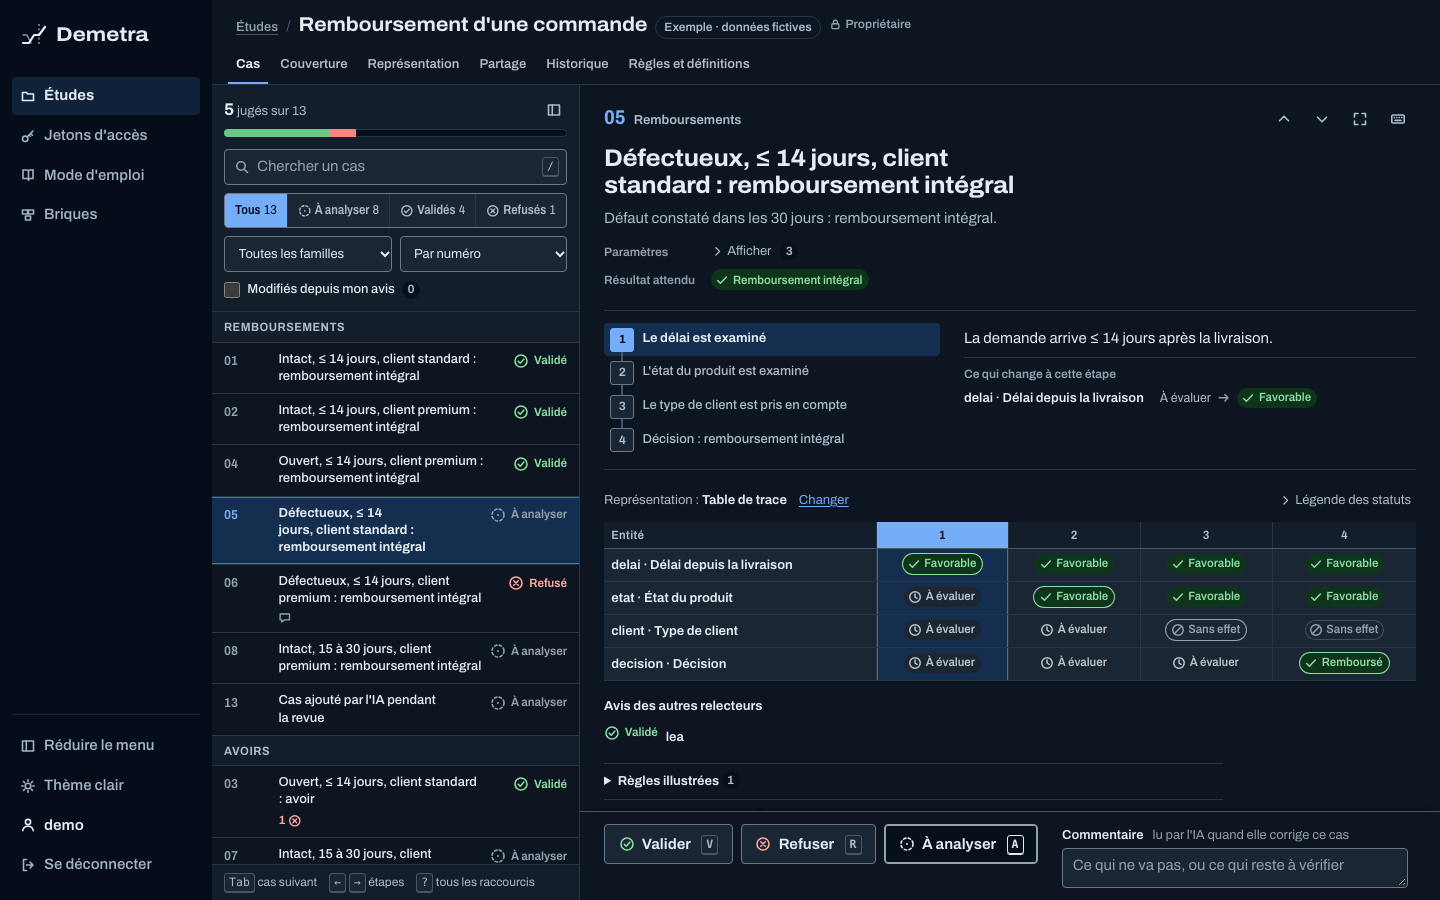 Demetra
Études
Jetons d'accès
Mode d'emploi
Briques
Réduire le menu
Thème clair
demo
Se déconnecter
Études / Remboursement d'une commande Exemple · données fictives Propriétaire
Cas Couverture Représentation Partage Historique Règles et définitions
5 jugés sur 13
Chercher un cas /
Tous 13 À analyser 8 Validés 4 Refusés 1
Toutes les familles Par numéro
Modifiés depuis mon avis 0
REMBOURSEMENTS
01 Intact, ≤ 14 jours, client standard : Validé
remboursement intégral
02 Intact, ≤ 14 jours, client premium : Validé
remboursement intégral
04 Ouvert, ≤ 14 jours, client premium : Validé
remboursement intégral
05 Défectueux, ≤ 14 À analyser
jours, client standard :
remboursement intégral
06 Défectueux, ≤ 14 jours, client Refusé
premium : remboursement intégral
08 Intact, 15 à 30 jours, client À analyser
premium : remboursement intégral
13 Cas ajouté par l'IA pendant À analyser
la revue
AVOIRS
03 Ouvert, ≤ 14 jours, client standard Validé
: avoir
1
07 Intact, 15 à 30 jours, client À analyser
Tab cas suivant ← → étapes ? tous les raccourcis
05 Remboursements
Défectueux, ≤ 14 jours, client
standard : remboursement intégral
Défaut constaté dans les 30 jours : remboursement intégral.
Paramètres Afficher 3
Résultat attendu Remboursement intégral
1 Le délai est examiné
2 L'état du produit est examiné
3 Le type de client est pris en compte
4 Décision : remboursement intégral
La demande arrive ≤ 14 jours après la livraison.
Ce qui change à cette étape
delai · Délai depuis la livraison À évaluer → Favorable
Représentation : Table de trace Changer Légende des statuts
Entité 1 2 3 4
delai · Délai depuis la livraison Favorable Favorable Favorable Favorable
etat · État du produit À évaluer Favorable Favorable Favorable
client · Type de client À évaluer À évaluer Sans effet Sans effet
decision · Décision À évaluer À évaluer À évaluer Remboursé
Avis des autres relecteurs
Validé lea
Règles illustrées 1
Valider V Refuser R À analyser A
Commentaire lu par l'IA quand elle corrige ce cas
Ce qui ne va pas, ou ce qui reste à vérifier